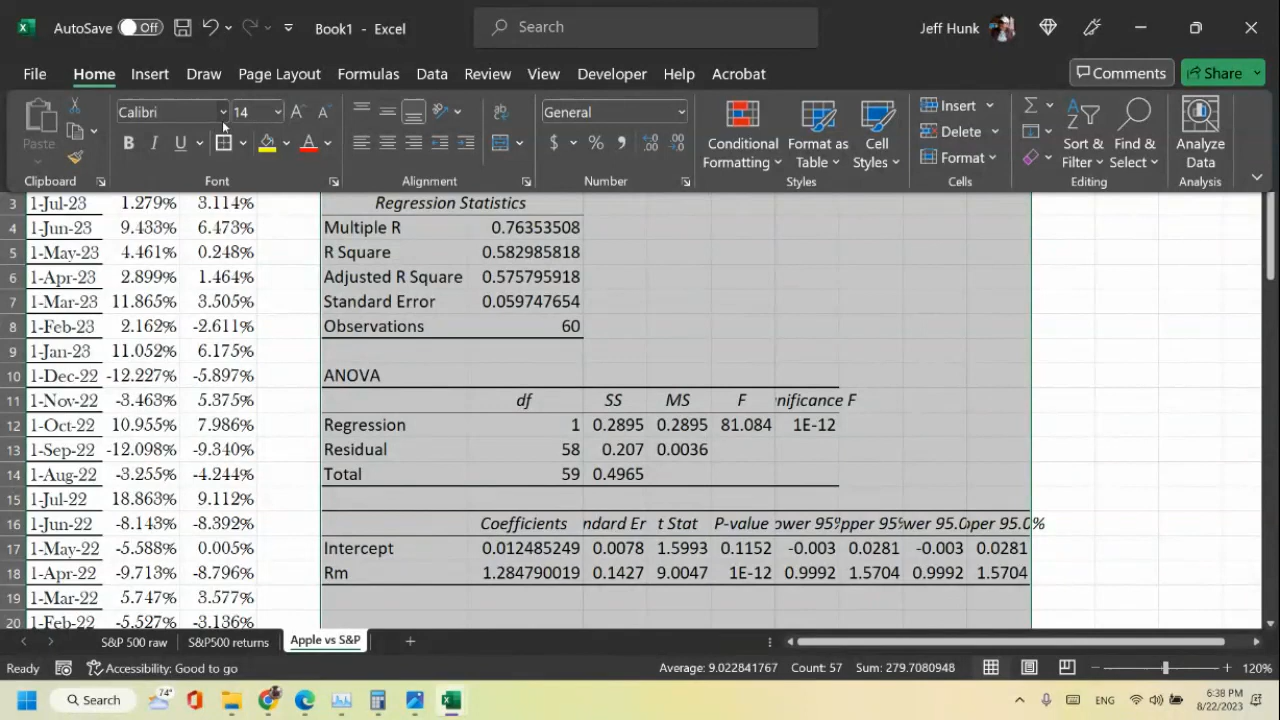 AutoSave Off Book1 - Excel Search Jeff Hunk
File Home Insert Draw Page Layout Formulas Data Review View Developer Help Acrobat Comments Share
Paste
Clipboard
Calibri 14
B I U A
Font
Alignment
General
$ % ,
Number
Conditional Formatting
Format as Table
Cell Styles
Styles
Insert
Delete
Format
Cells
Sort & Filter
Find & Select
Editing
Analyze Data
Analysis
3 1-Jul-23 1.279% 3.114% Regression Statistics
4 1-Jun-23 9.433% 6.473% Multiple R 0.76353508
5 1-May-23 4.461% 0.248% R Square 0.582985818
6 1-Apr-23 2.899% 1.464% Adjusted R Square 0.575795918
7 1-Mar-23 11.865% 3.505% Standard Error 0.059747654
8 1-Feb-23 2.162% -2.611% Observations 60
9 1-Jan-23 11.052% 6.175%
10 1-Dec-22 -12.227% -5.897% ANOVA
11 1-Nov-22 -3.463% 5.375% df SS MS F nificance F
12 1-Oct-22 10.955% 7.986% Regression 1 0.2895 0.2895 81.084 1E-12
13 1-Sep-22 -12.098% -9.340% Residual 58 0.207 0.0036
14 1-Aug-22 -3.255% -4.244% Total 59 0.4965
15 1-Jul-22 18.863% 9.112%
16 1-Jun-22 -8.143% -8.392% Coefficients ndard Er t Stat P-value ower 95% pper 95% wer 95.0 per 95.0%
17 1-May-22 -5.588% 0.005% Intercept 0.012485249 0.0078 1.5993 0.1152 -0.003 0.0281 -0.003 0.0281
18 1-Apr-22 -9.713% -8.796% Rm 1.284790019 0.1427 9.0047 1E-12 0.9992 1.5704 0.9992 1.5704
19 1-Mar-22 5.747% 3.577%
20 1-Feb-22 -5.527% -3.136%
S&P 500 raw S&P500 returns Apple vs S&P
Ready Accessibility: Good to go Average: 9.022841767 Count: 57 Sum: 279.7080948 120%
Search 74° ENG 6:38 PM
8/22/2023